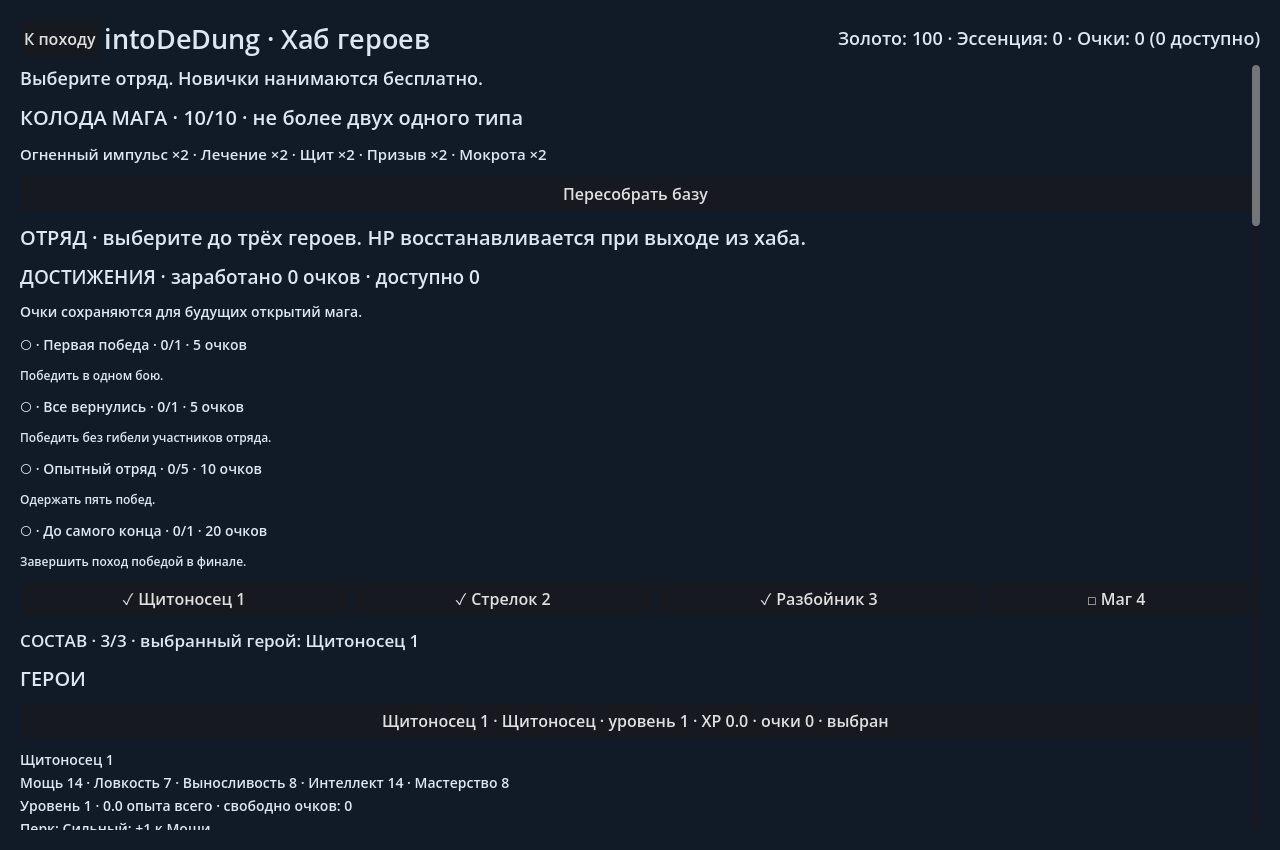 К походу intoDeDung · Хаб героев Золото: 100 · Эссенция: 0 · Очки: 0 (0 доступно)
Выберите отряд. Новички нанимаются бесплатно.
КОЛОДА МАГА · 10/10 · не более двух одного типа
Огненный импульс ×2 · Лечение ×2 · Щит ×2 · Призыв ×2 · Мокрота ×2
Пересобрать базу
ОТРЯД · выберите до трёх героев. HP восстанавливается при выходе из хаба.
ДОСТИЖЕНИЯ · заработано 0 очков · доступно 0
Очки сохраняются для будущих открытий мага.
○ · Первая победа · 0/1 · 5 очков
Победить в одном бою.
○ · Все вернулись · 0/1 · 5 очков
Победить без гибели участников отряда.
○ · Опытный отряд · 0/5 · 10 очков
Одержать пять побед.
○ · До самого конца · 0/1 · 20 очков
Завершить поход победой в финале.
✓ Щитоносец 1 ✓ Стрелок 2 ✓ Разбойник 3 □ Маг 4
СОСТАВ · 3/3 · выбранный герой: Щитоносец 1
ГЕРОИ
Щитоносец 1 · Щитоносец · уровень 1 · XP 0.0 · очки 0 · выбран
Щитоносец 1
Мощь 14 · Ловкость 7 · Выносливость 8 · Интеллект 14 · Мастерство 8
Уровень 1 · 0.0 опыта всего · свободно очков: 0
Перк: Сильный: +1 к Мощи